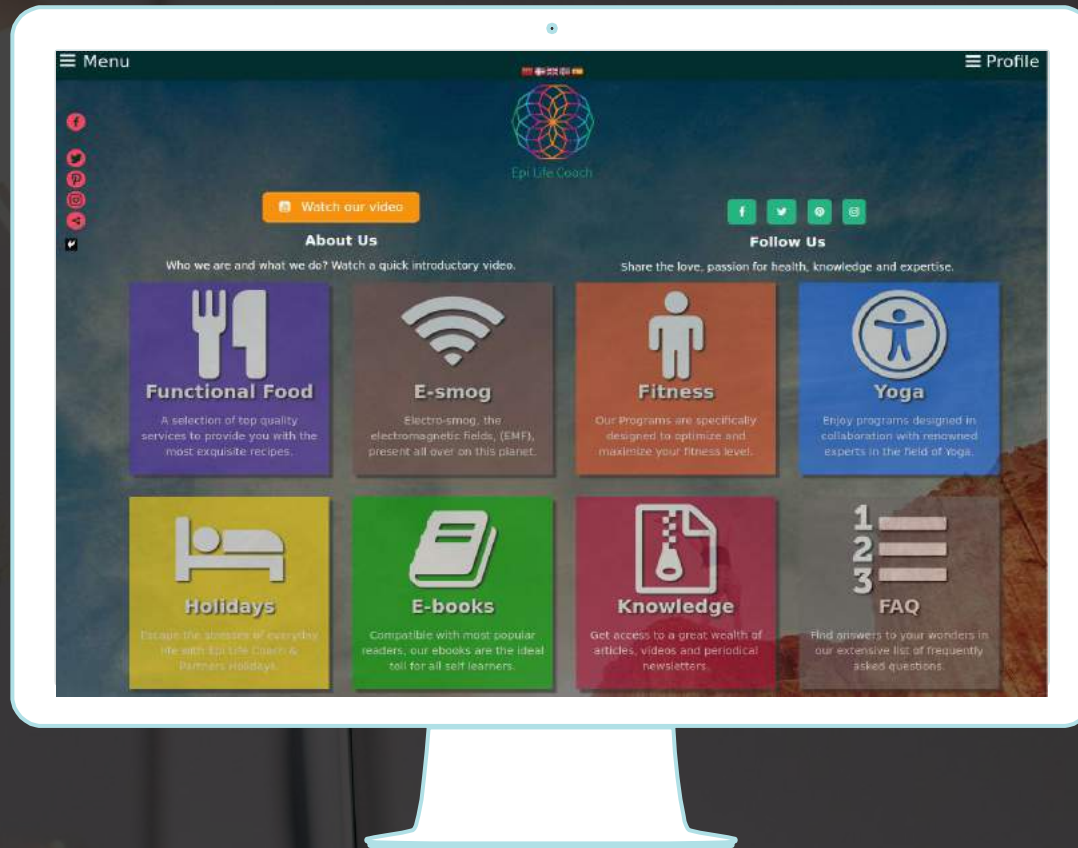 Menu
Profile
Epi Life Coach
Watch our video
About Us
Who we are and what we do? Watch a quick introductory video.
Follow Us
Share the love, passion for health, knowledge and expertise.
Functional Food
A selection of top quality
services to provide you with the
most exquisite recipes.
E-smog
Electro-smog, the
electromagnetic fields, (EMF),
present all over on this planet.
Fitness
Our Programs are specifically
designed to optimize and
maximize your fitness level.
Yoga
Enjoy programs designed in
collaboration with renowned
experts in the field of Yoga.
Holidays
Escape the stresses of everyday
life with Epi Life Coach &
Partners Holidays.
E-books
Compatible with most popular
readers, our ebooks are the ideal
toll for all self learners.
Knowledge
Get access to a great wealth of
articles, videos and periodical
newsletters.
1
2
3
FAQ
Find answers to your wonders in
our extensive list of frequently
asked questions.